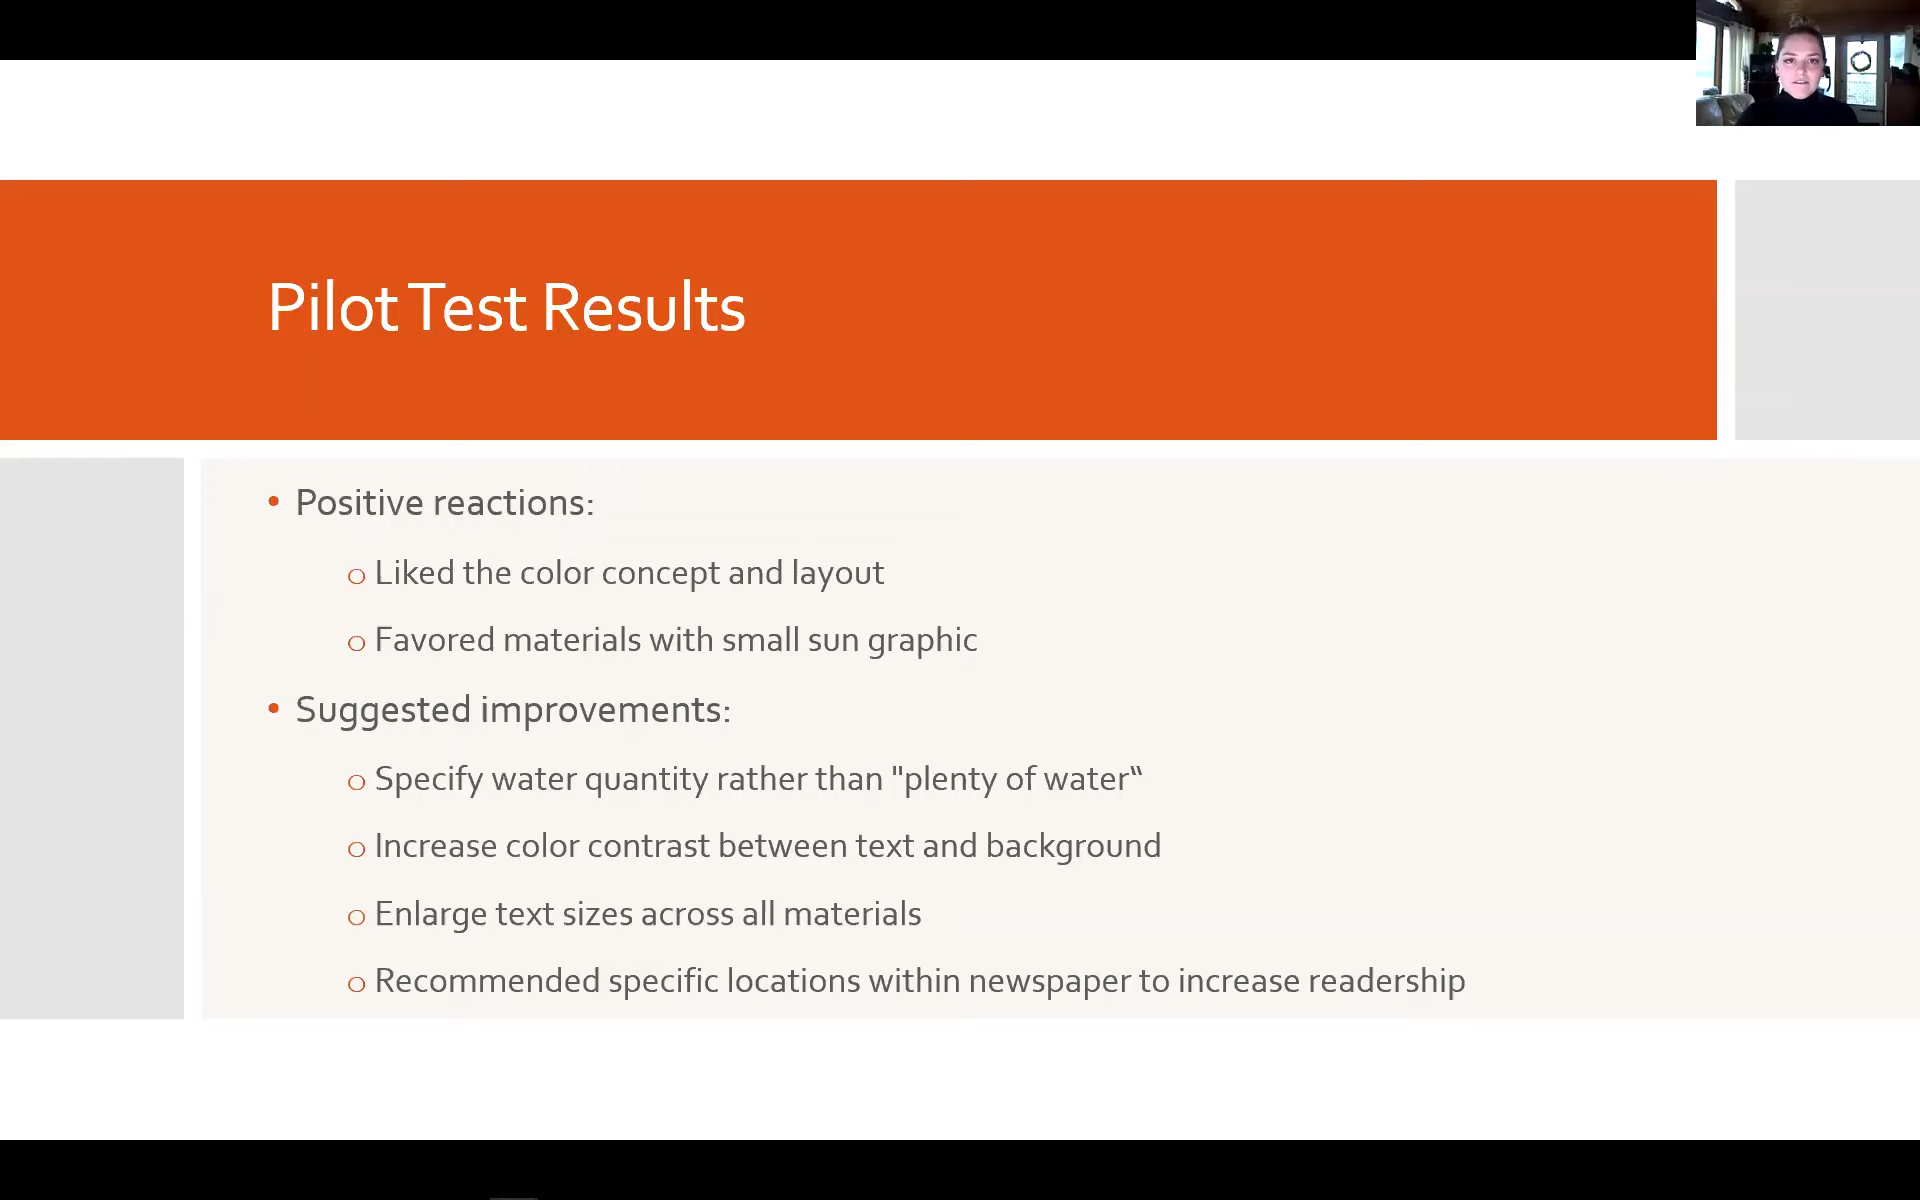 Pilot Test Results
• Positive reactions:
o Liked the color concept and layout
o Favored materials with small sun graphic
• Suggested improvements:
o Specify water quantity rather than "plenty of water“
o Increase color contrast between text and background
o Enlarge text sizes across all materials
o Recommended specific locations within newspaper to increase readership